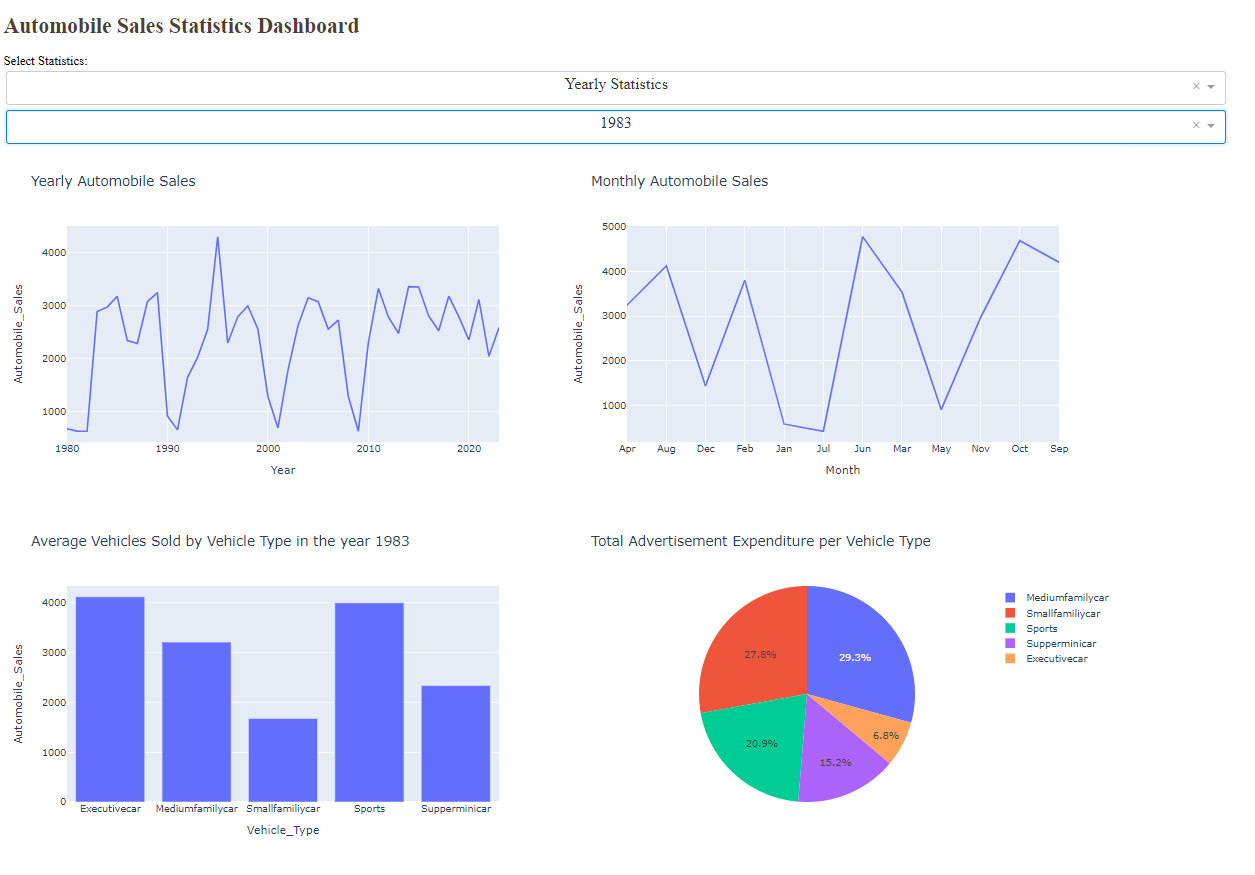 Automobile Sales Statistics Dashboard
Select Statistics:
Yearly Statistics
×
1983
×
Yearly Automobile Sales
4000
3000
2000
1000
Automobile_Sales
1980 1990 2000 2010 2020
Year
Monthly Automobile Sales
5000
4000
3000
2000
1000
Automobile_Sales
Apr Aug Dec Feb Jan Jul Jun Mar May Nov Oct Sep
Month
Average Vehicles Sold by Vehicle Type in the year 1983
4000
3000
2000
1000
0
Automobile_Sales
Executivecar Mediumfamilycar Smallfamiliycar Sports Supperminicar
Vehicle_Type
Total Advertisement Expenditure per Vehicle Type
29.3%
27.8%
20.9%
15.2%
6.8%
Mediumfamilycar
Smallfamiliycar
Sports
Supperminicar
Executivecar